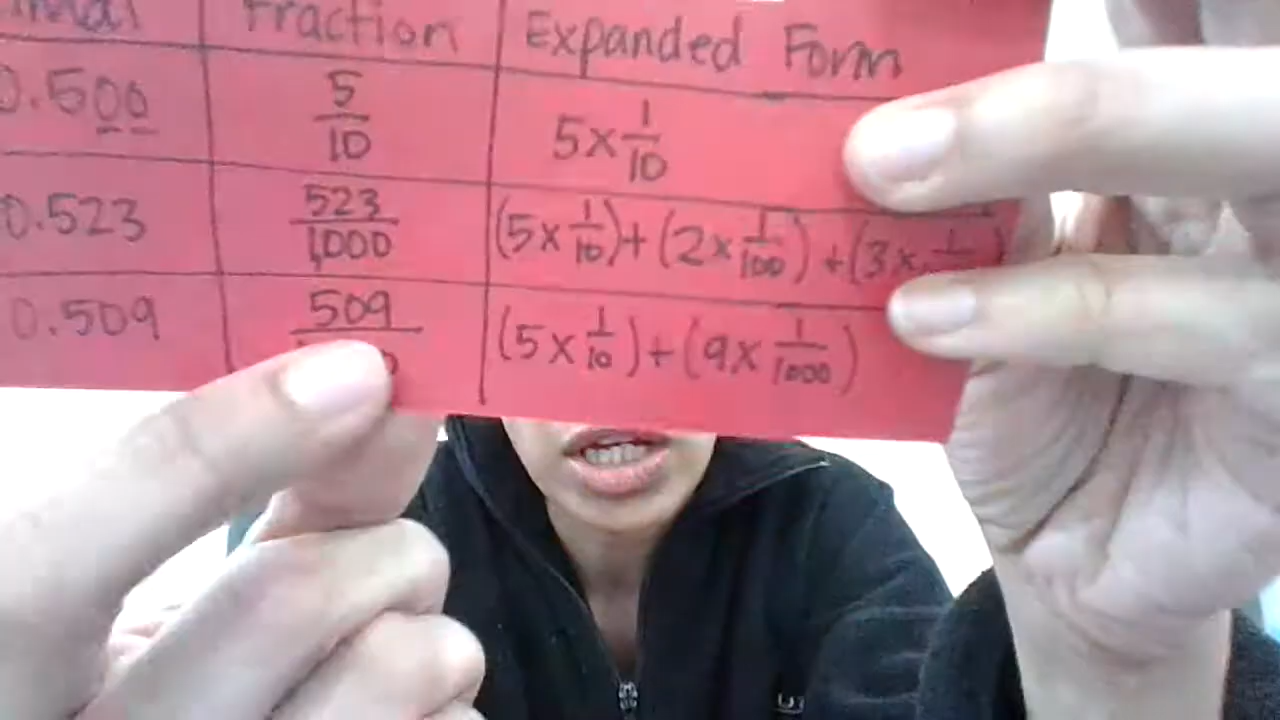 Fraction Expanded Form
0.500 5/10 5×1/10
0.523 523/1000 (5×1/10)+(2×1/100)+(3×1/
0.509 509 (5×1/10)+(9×1/1000)